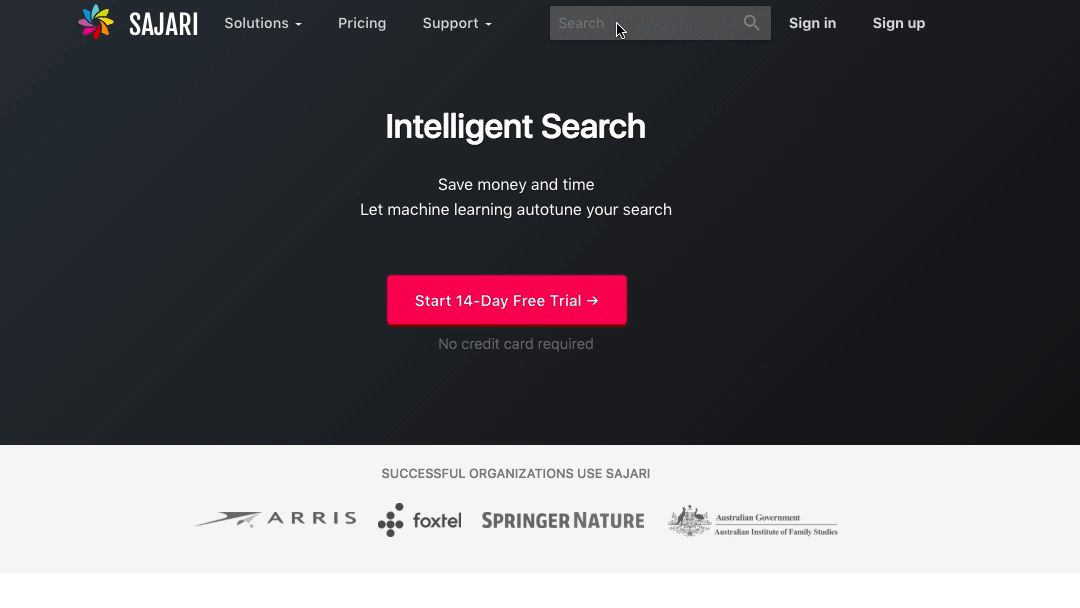 SAJARI Solutions Pricing Support Search Sign in Sign up
Intelligent Search
Save money and time
Let machine learning autotune your search
Start 14-Day Free Trial →
No credit card required
SUCCESSFUL ORGANIZATIONS USE SAJARI
ARRIS foxtel SPRINGER NATURE Australian Government
Australian Institute of Family Studies